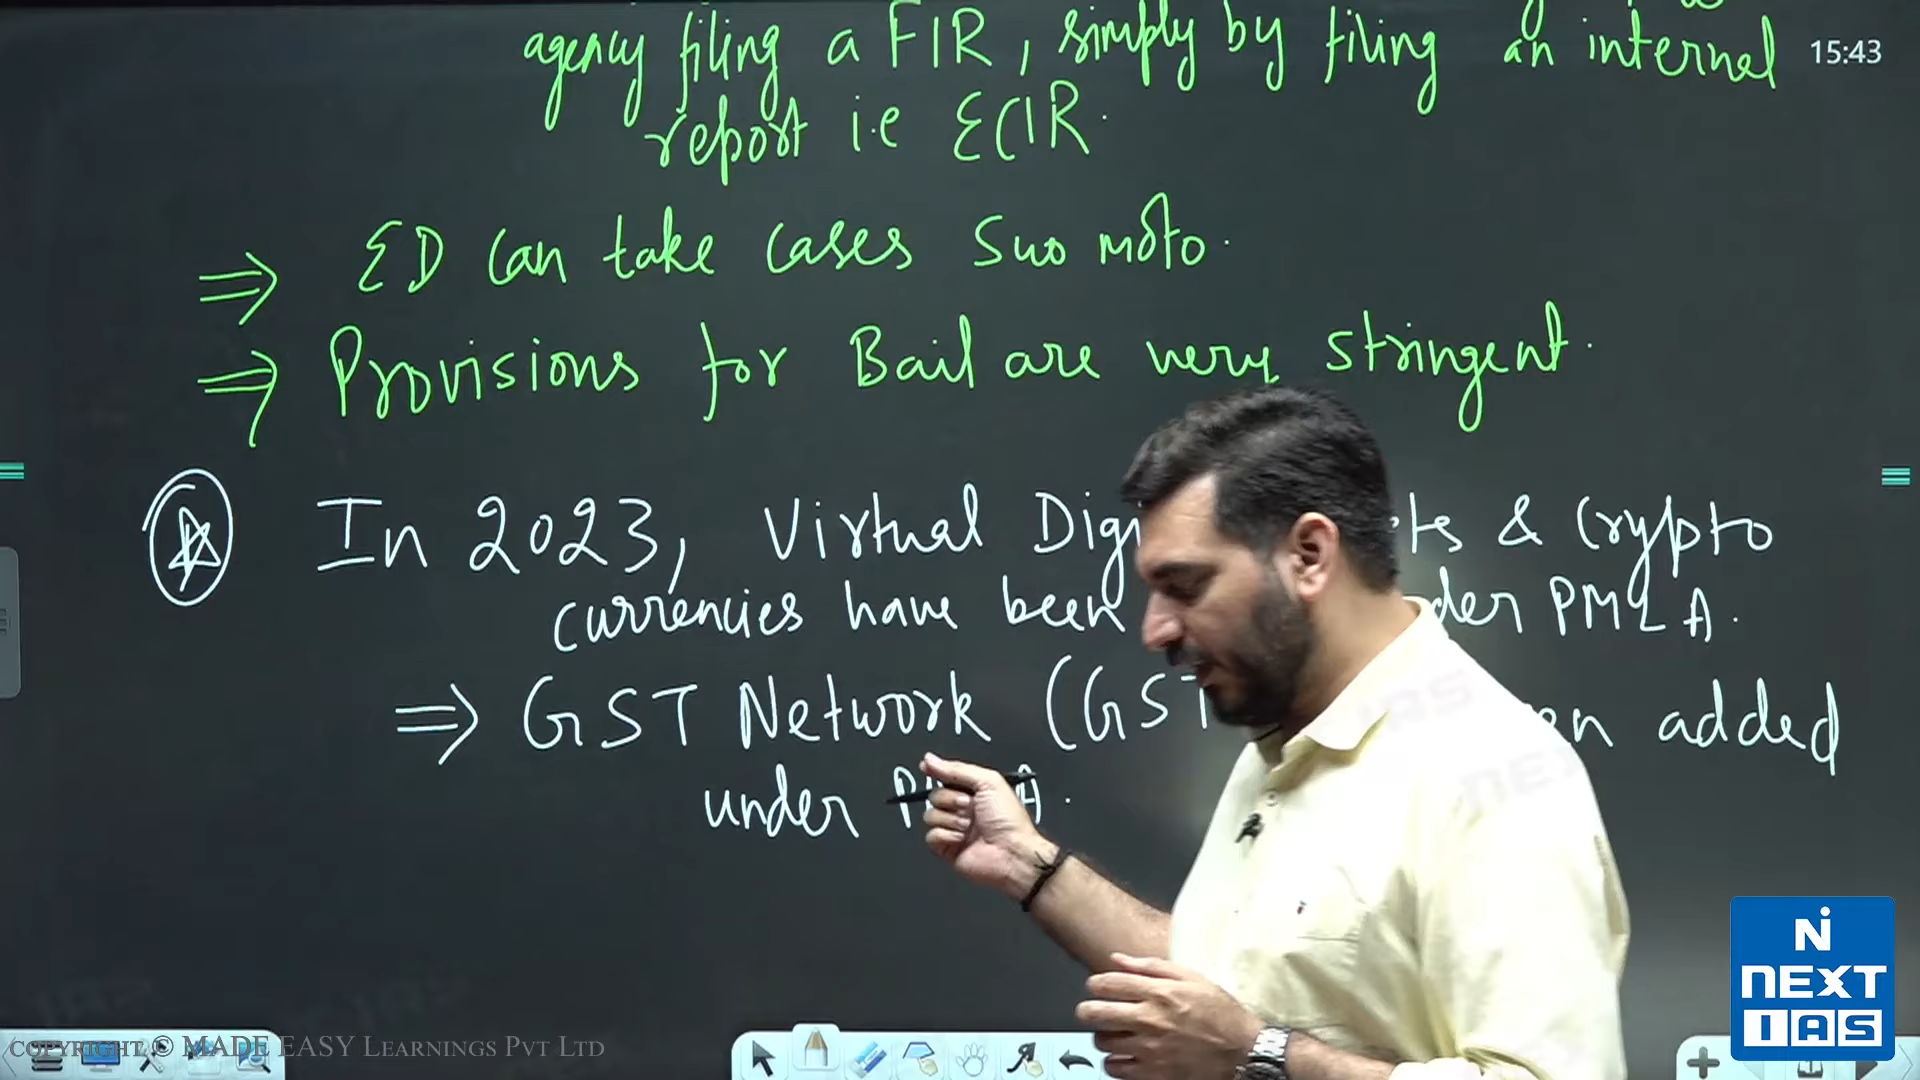 agency filing a FIR, simply by filing an internal
15:43
report i.e ECIR.
⇒ ED can take cases Suo moto.
⇒ Provisions for Bail are very stringent.
In 2023, Virtual Dig ts & Crypto
currencies have been der PMLA.
⇒ GST Network (GST en added
under P A.
N
NEXT
IAS
COPYRIGHT © MADE EASY LEARNINGS PVT LTD